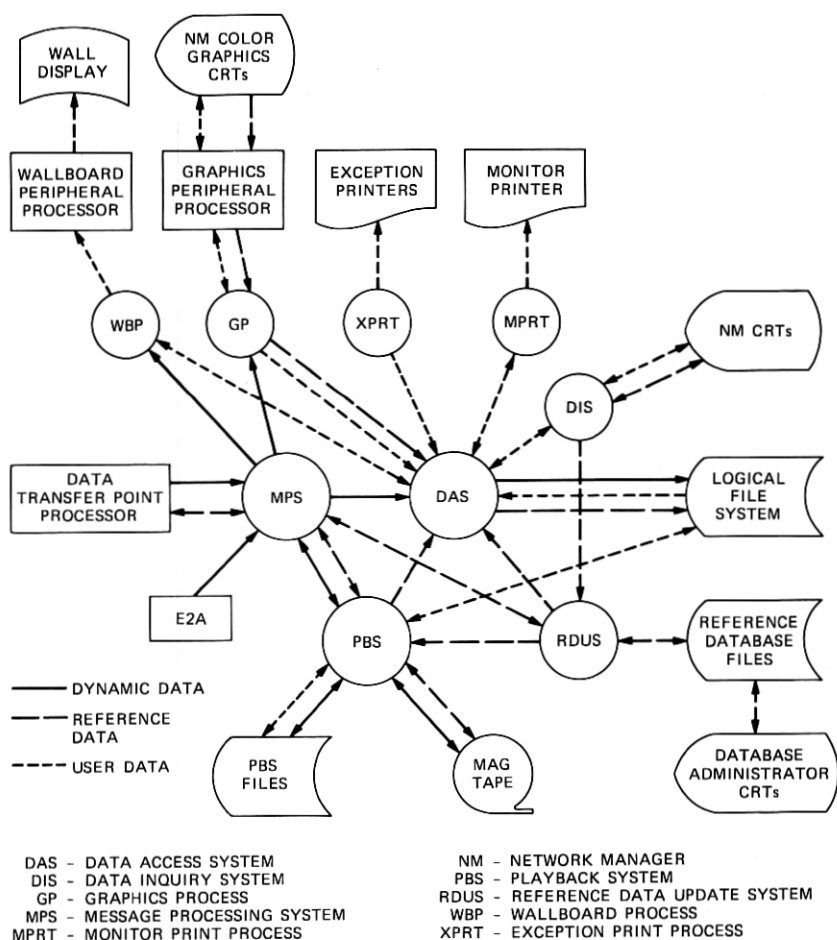 WALL
DISPLAY
NM COLOR
GRAPHICS
CRTs
WALLBOARD
PERIPHERAL
PROCESSOR
GRAPHICS
PERIPHERAL
PROCESSOR
EXCEPTION
PRINTERS
MONITOR
PRINTER
WBP
GP
XPRT
MPRT
NM CRTs
DIS
DATA
TRANSFER POINT
PROCESSOR
MPS
DAS
LOGICAL
FILE
SYSTEM
E2A
PBS
RDUS
REFERENCE
DATABASE
FILES
DYNAMIC DATA
REFERENCE
DATA
USER DATA
PBS
FILES
MAG
TAPE
DATABASE
ADMINISTRATOR
CRTs
DAS - DATA ACCESS SYSTEM
DIS - DATA INQUIRY SYSTEM
GP - GRAPHICS PROCESS
MPS - MESSAGE PROCESSING SYSTEM
MPRT - MONITOR PRINT PROCESS
NM - NETWORK MANAGER
PBS - PLAYBACK SYSTEM
RDUS - REFERENCE DATA UPDATE SYSTEM
WBP - WALLBOARD PROCESS
XPRT - EXCEPTION PRINT PROCESS